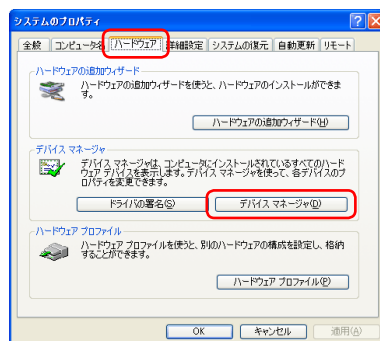 システムのプロパティ
全般 コンピュータ名 ハードウェア 詳細設定 システムの復元 自動更新 リモート
ハードウェアの追加ウィザード
ハードウェアの追加ウィザードを使うと、ハードウェアのインストールができま
す。
ハードウェアの追加ウィザード(H)
デバイス マネージャ
デバイス マネージャは、コンピュータにインストールされているすべてのハード
ウェア デバイスを表示します。デバイス マネージャを使って、各デバイスのプ
ロパティを変更できます。
ドライバの署名(S) デバイス マネージャ(D)
ハードウェア プロファイル
ハードウェア プロファイルを使うと、別のハードウェアの構成を設定し、格納
することができます。
ハードウェア プロファイル(P)
OK キャンセル 適用(A)